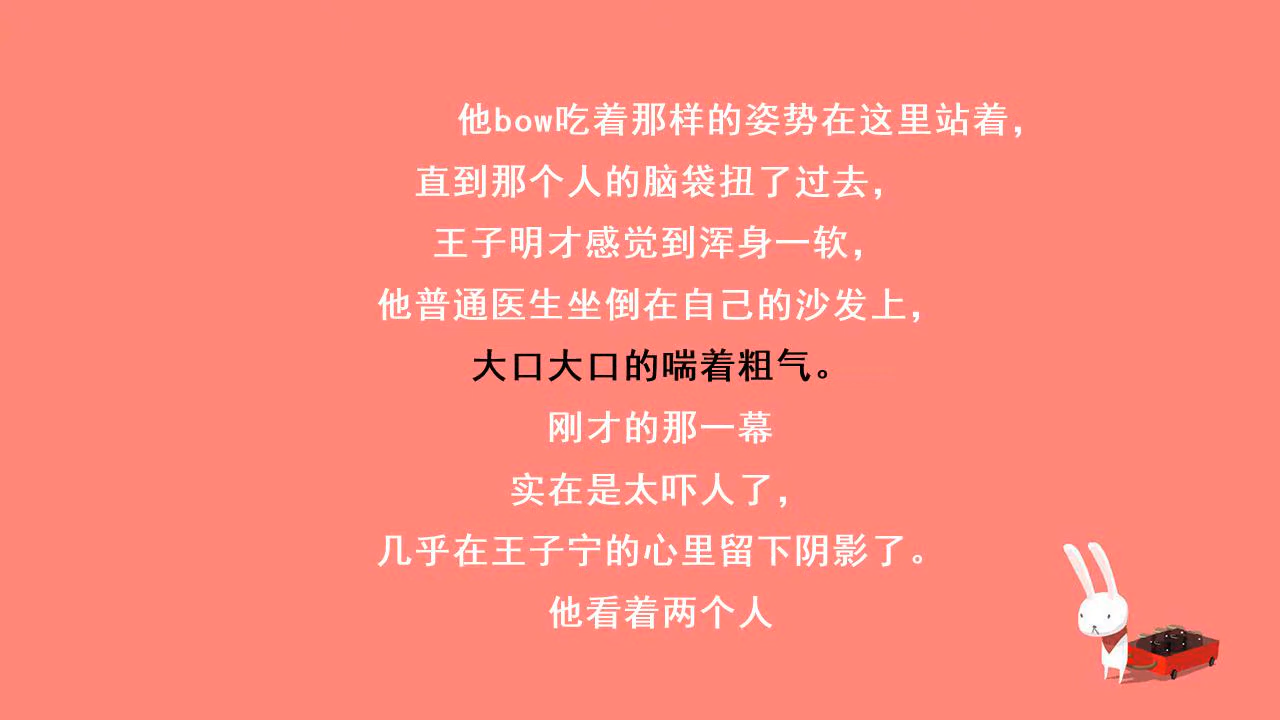 他bow吃着那样的姿势在这里站着，
直到那个人的脑袋扭了过去，
王子明才感觉到浑身一软，
他普通医生坐倒在自己的沙发上，
大口大口的喘着粗气。
刚才的那一幕
实在是太吓人了，
几乎在王子宁的心里留下阴影了。
他看着两个人